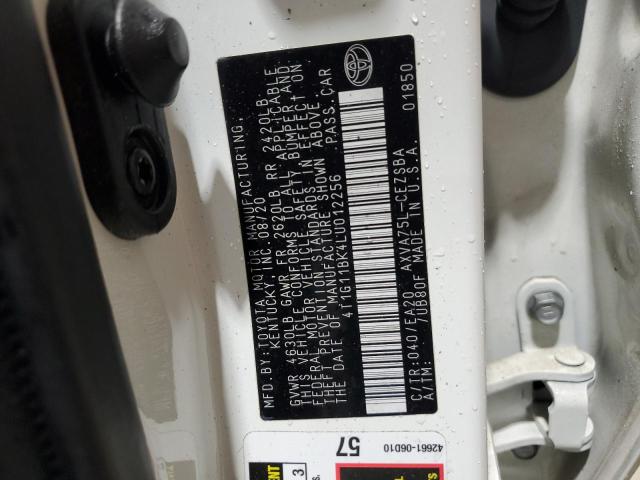 MFD.BY:TOYOTA MOTOR MANUFACTURING,
KENTUCKY, INC. 08/20
GVWR 4630LB GAWR FR 2620LB RR 2420LB
THIS VEHICLE CONFORMS TO ALL APPLICABLE
FEDERAL MOTOR VEHICLE SAFETY, BUMPER AND
THEFT PREVENTION STANDARDS IN EFFECT ON
THE DATE OF MANUFACTURE SHOWN ABOVE.
4T1G11BK4LU012256 PASS.CAR
C/TR:040/EA20 AXVA75L-CEZSBA 01850
A/TM: /UB80F MADE IN U.S.A.
42661-06D10
57
3